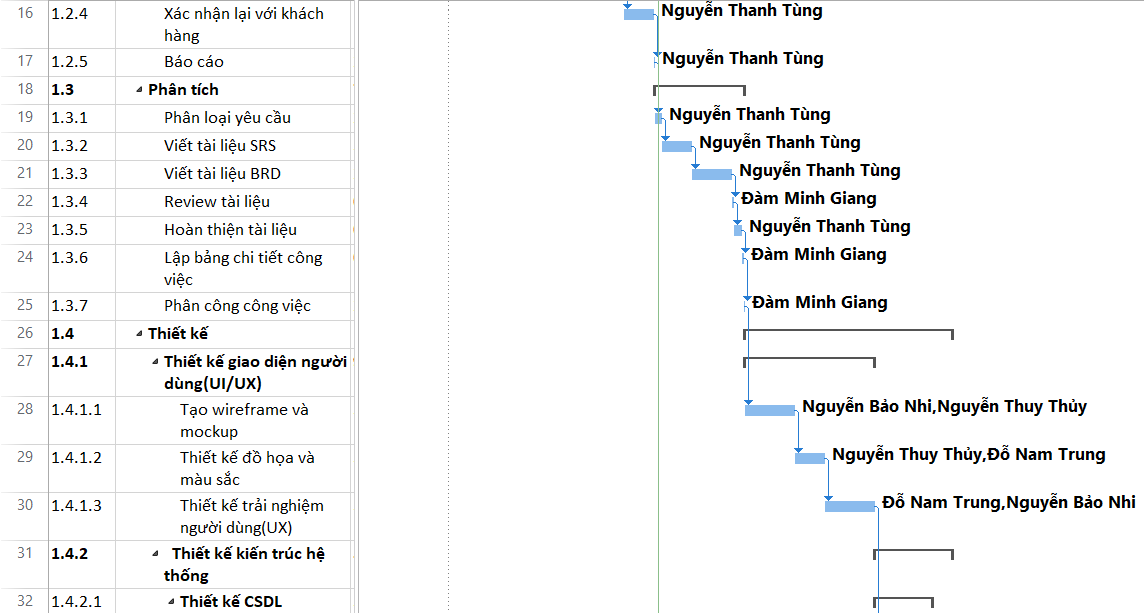 16 1.2.4 Xác nhận lại với khách Nguyễn Thanh Tùng
hàng
17 1.2.5 Báo cáo Nguyễn Thanh Tùng
18 1.3 Phân tích
19 1.3.1 Phân loại yêu cầu Nguyễn Thanh Tùng
20 1.3.2 Viết tài liệu SRS Nguyễn Thanh Tùng
21 1.3.3 Viết tài liệu BRD Nguyễn Thanh Tùng
22 1.3.4 Review tài liệu Đàm Minh Giang
23 1.3.5 Hoàn thiện tài liệu Nguyễn Thanh Tùng
24 1.3.6 Lập bảng chi tiết công Đàm Minh Giang
việc
25 1.3.7 Phân công công việc Đàm Minh Giang
26 1.4 Thiết kế
27 1.4.1 Thiết kế giao diện người
dùng(UI/UX)
28 1.4.1.1 Tạo wireframe và Nguyễn Bảo Nhi,Nguyễn Thuy Thủy
mockup
29 1.4.1.2 Thiết kế đồ họa và Nguyễn Thuy Thủy,Đỗ Nam Trung
màu sắc
30 1.4.1.3 Thiết kế trải nghiệm Đỗ Nam Trung,Nguyễn Bảo Nhi
người dùng(UX)
31 1.4.2 Thiết kế kiến trúc hệ
thống
32 1.4.2.1 Thiết kế CSDL